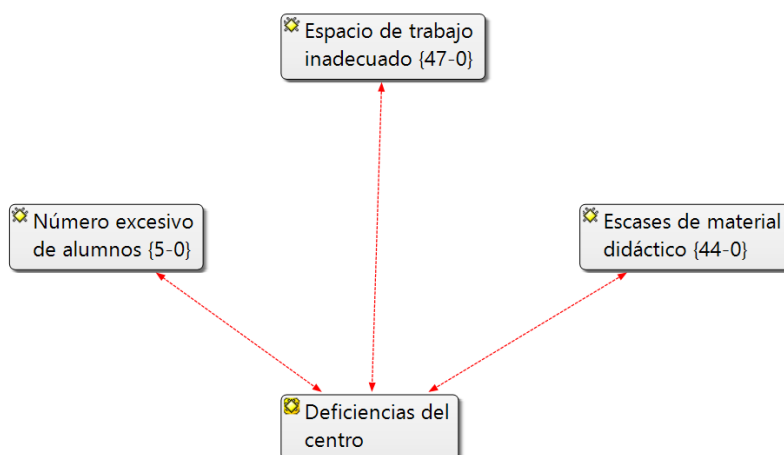 Espacio de trabajo
inadecuado {47-0}
Número excesivo
de alumnos {5-0}
Escases de material
didáctico {44-0}
Deficiencias del
centro